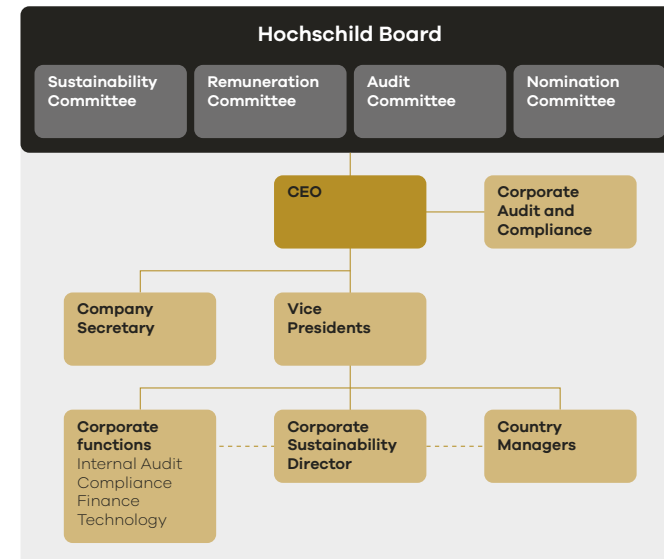 Hochschild Board
Sustainability
Committee
Remuneration
Committee
Audit
Committee
Nomination
Committee
CEO
Corporate
Audit and
Compliance
Company
Secretary
Vice
Presidents
Corporate
functions
Internal Audit
Compliance
Finance
Technology
Corporate
Sustainability
Director
Country
Managers